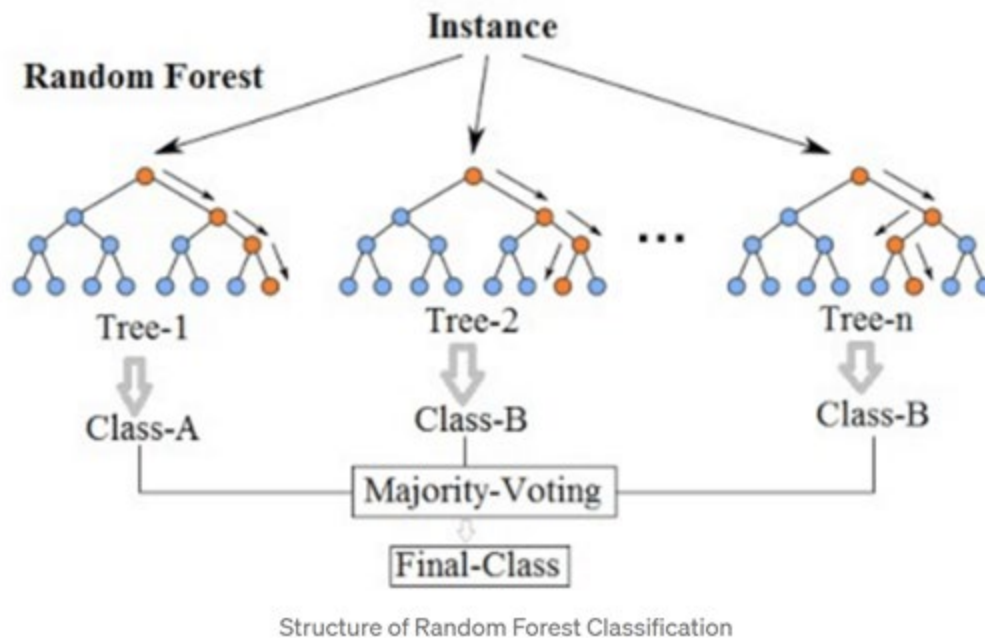 Instance
Random Forest
...
Tree-1
Tree-2
Tree-n
Class-A
Class-B
Class-B
Majority-Voting
Final-Class
Structure of Random Forest Classification